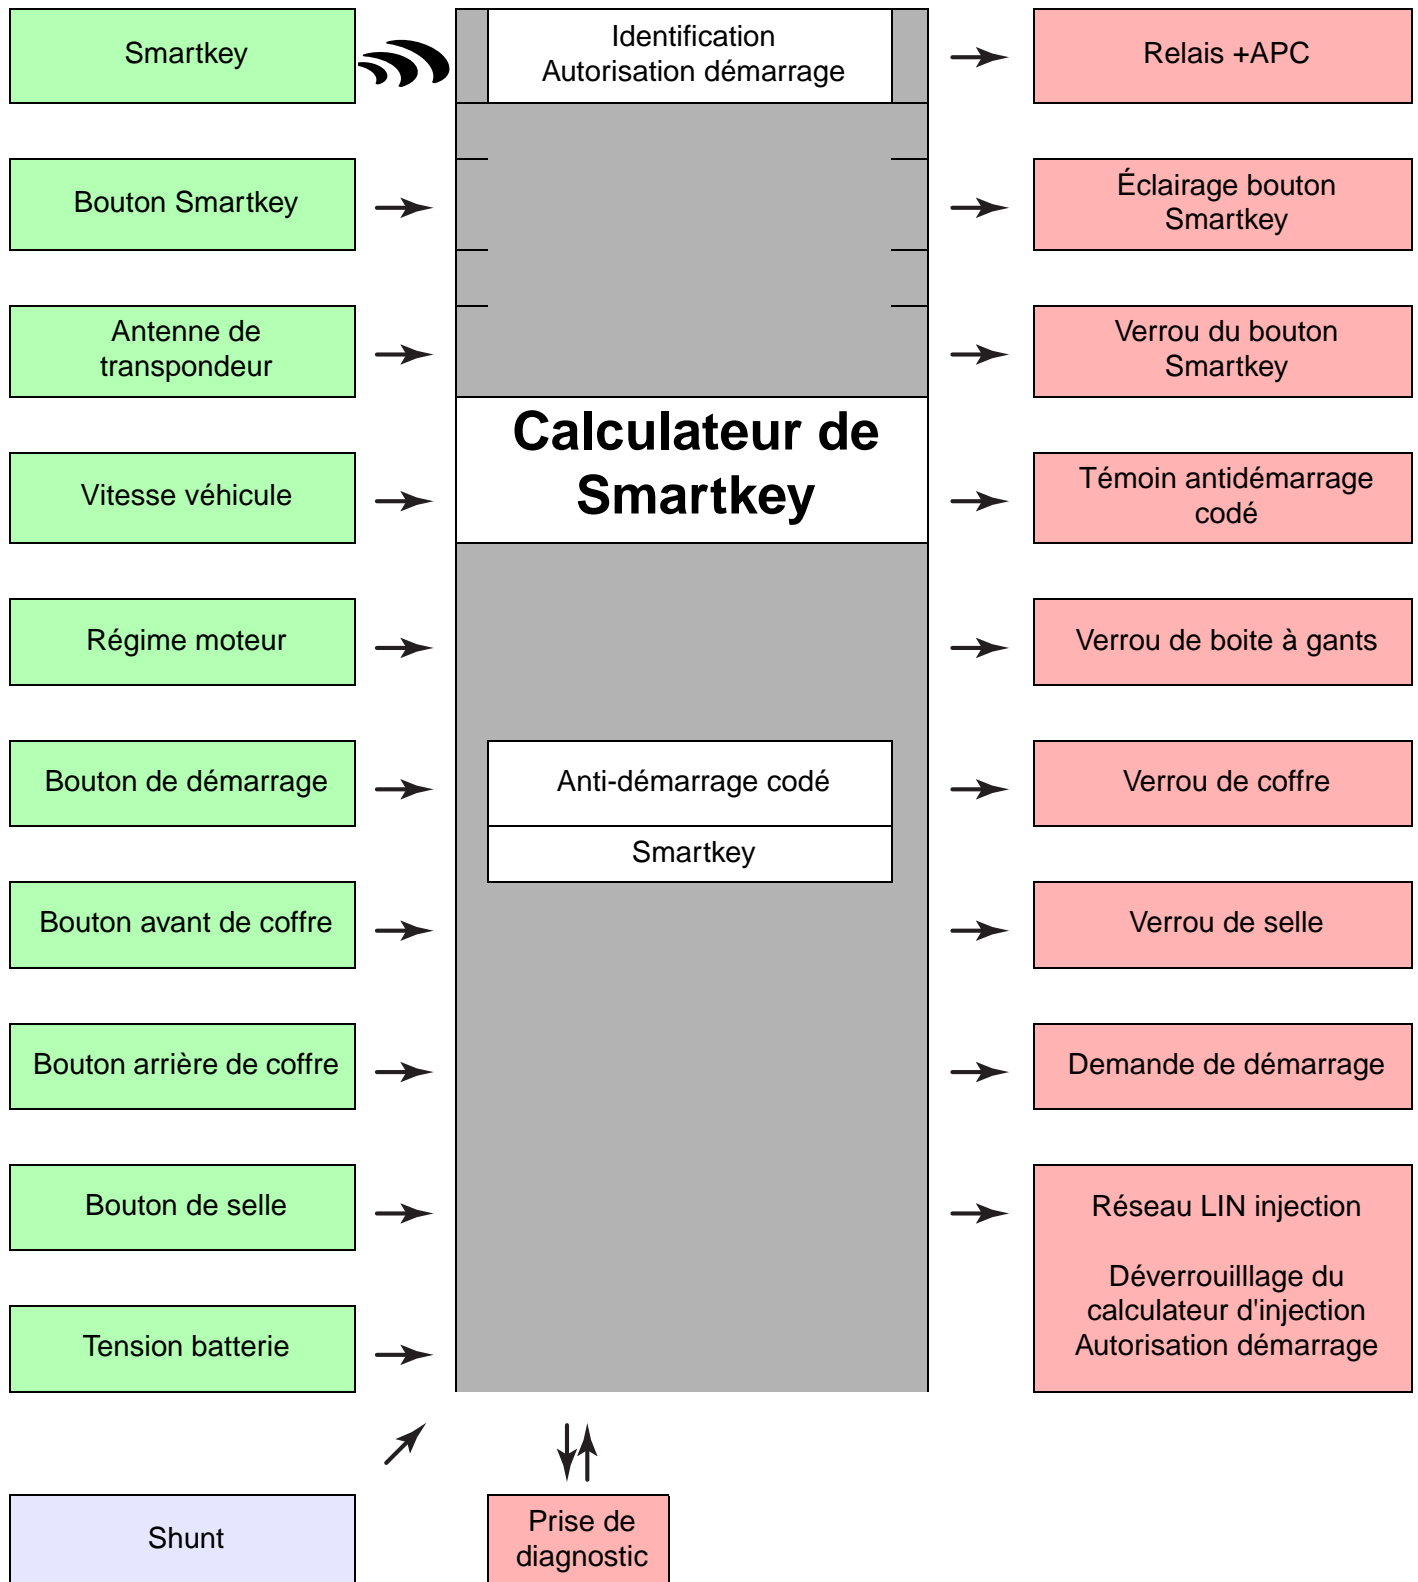 Smartkey
Identification
Autorisation démarrage
Relais +APC
Bouton Smartkey
Éclairage bouton
Smartkey
Antenne de
transpondeur
Verrou du bouton
Smartkey
Calculateur de
Smartkey
Vitesse véhicule
Témoin antidémarrage
codé
Régime moteur
Verrou de boite à gants
Bouton de démarrage
Anti-démarrage codé
Smartkey
Verrou de coffre
Bouton avant de coffre
Verrou de selle
Bouton arrière de coffre
Demande de démarrage
Bouton de selle
Réseau LIN injection
Déverrouilllage du
calculateur d'injection
Autorisation démarrage
Tension batterie
Shunt
Prise de
diagnostic